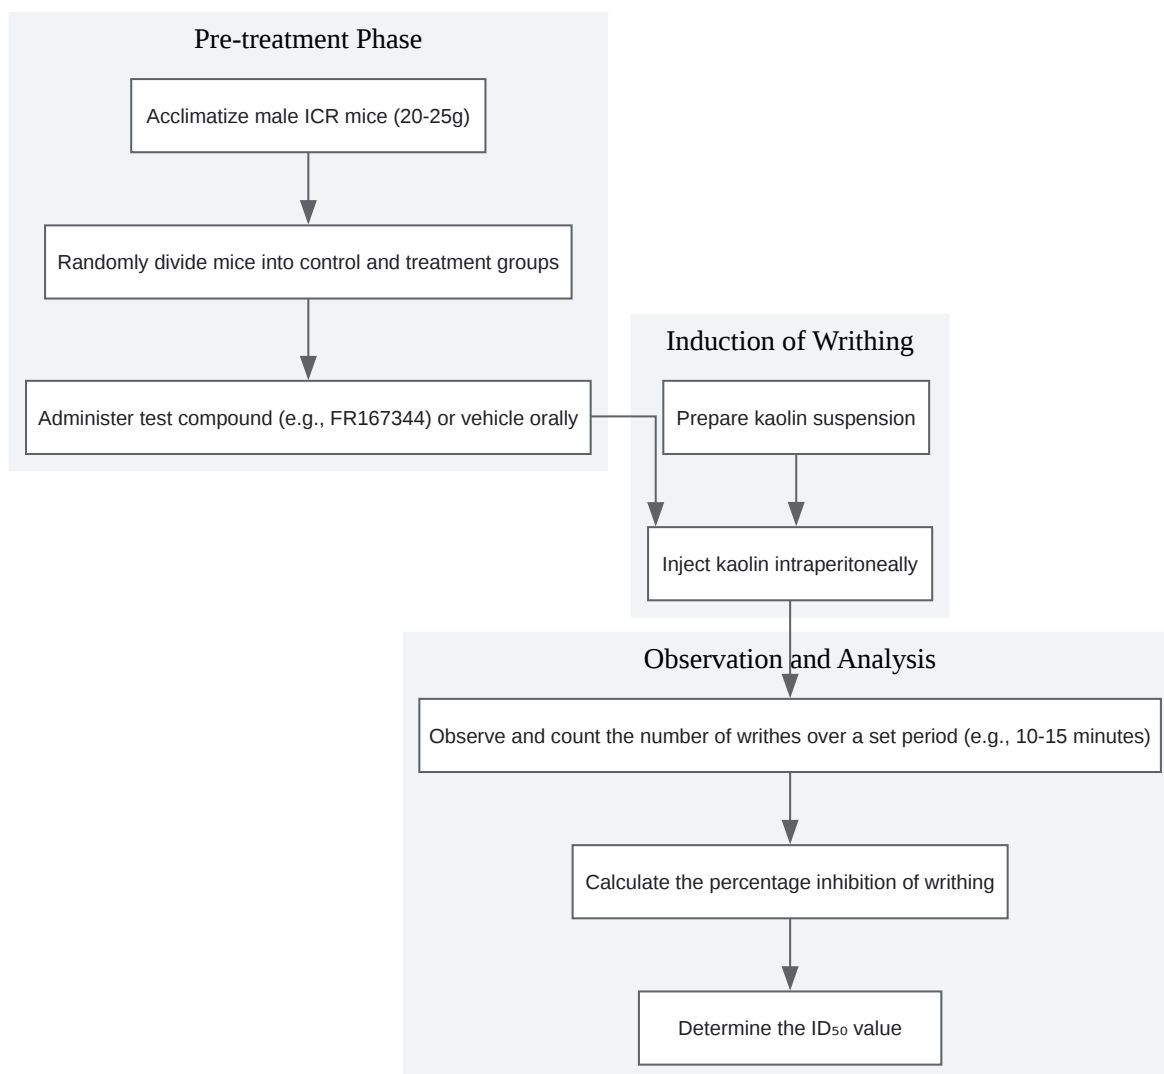 Pre-treatment Phase
Acclimatize male ICR mice (20-25g)
Randomly divide mice into control and treatment groups
Administer test compound (e.g., FR167344) or vehicle orally
Induction of Writhing
Prepare kaolin suspension
Inject kaolin intraperitoneally
Observation and Analysis
Observe and count the number of writhes over a set period (e.g., 10-15 minutes)
Calculate the percentage inhibition of writhing
Determine the ID₅₀ value